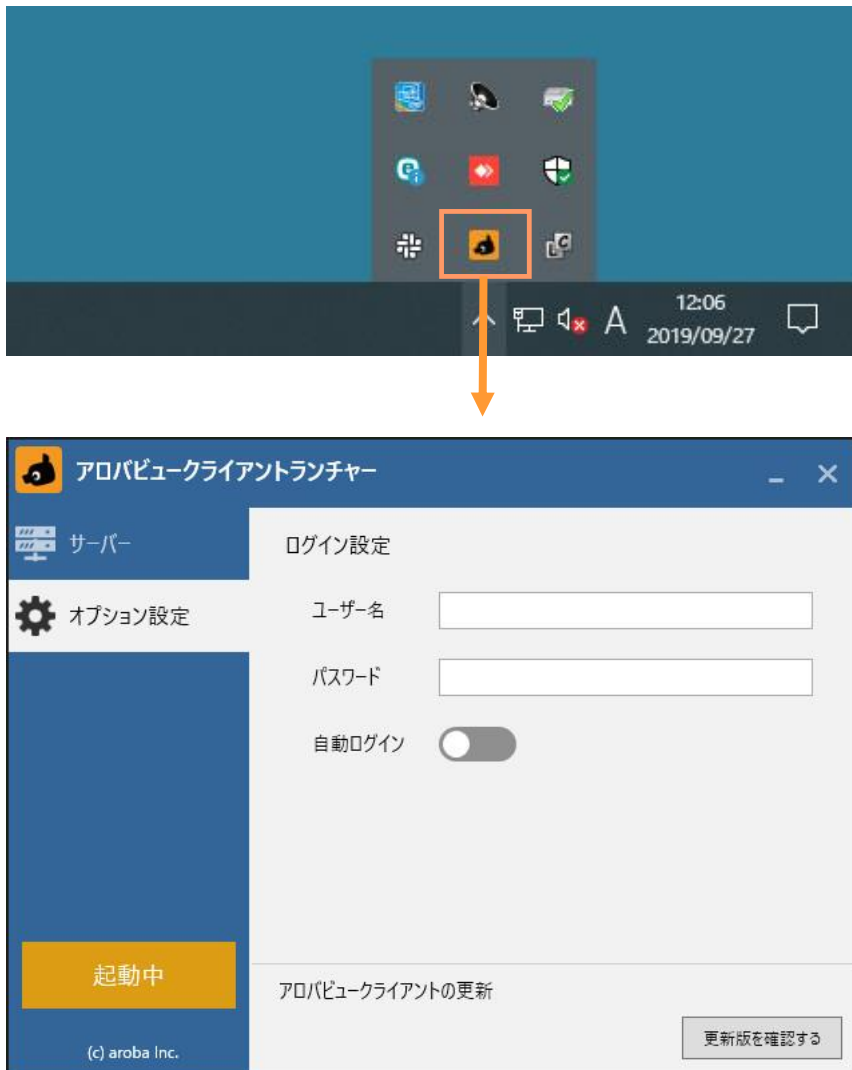 A
12:06
2019/09/27
アロバビュークライアントランチャー
サーバー
オプション設定
ログイン設定
ユーザー名
パスワード
自動ログイン
起動中
(c) aroba Inc.
アロバビュークライアントの更新
更新版を確認する